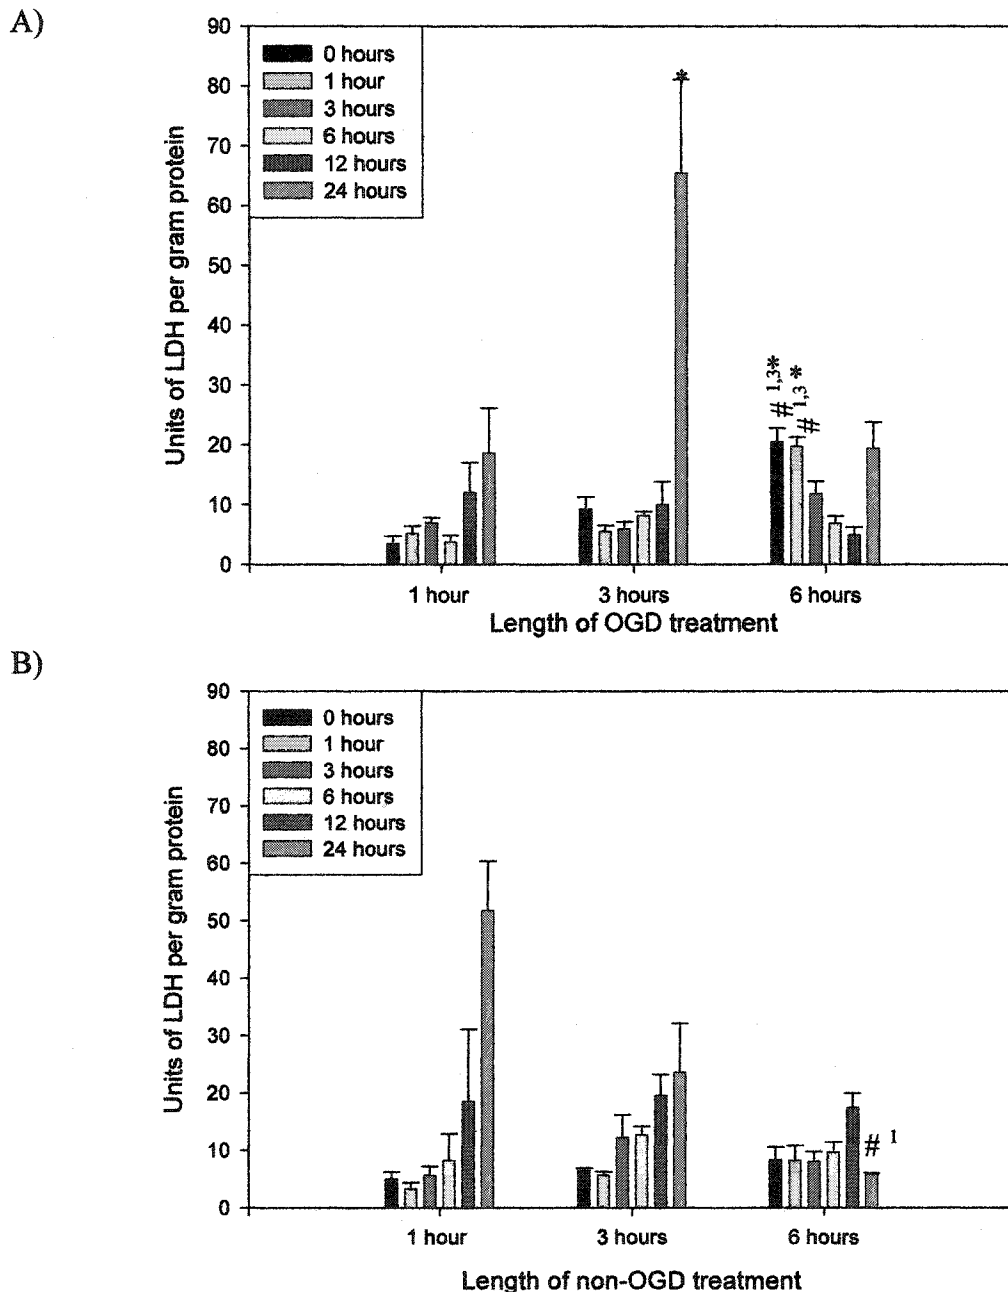 A)
Units of LDH per gram protein
90
80
70
60
50
40
30
20
10
0
0 hours
1 hour
3 hours
6 hours
12 hours
24 hours
*
# 1,3*
# 1,3*
#
1 hour
3 hours
6 hours
Length of OGD treatment
B)
Units of LDH per gram protein
90
80
70
60
50
40
30
20
10
0
0 hours
1 hour
3 hours
6 hours
12 hours
24 hours
# 1
1 hour
3 hours
6 hours
Length of non-OGD treatment